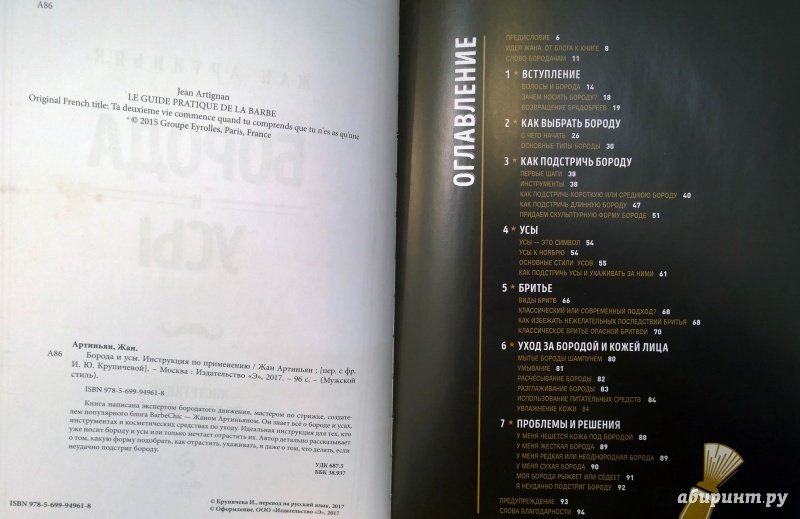 А86
Jean Artignan
LE GUIDE PRATIQUE DE LA BARBE
Original French title: Ta deuxieme vie commence quand tu comprends que tu n'es as qu'une
© 2015 Groupe Eyrolles, Paris, France
Артиньян, Жан.
А86 Борода и усы. Инструкция по применению / Жан Артиньян ; [пер. с фр.
И. Ю. Крупичевой]. – Москва : Издательство «Э», 2017. – 96 с. – (Мужской
стиль).
ISBN 978-5-699-94961-8
Книга написана экспертом бородатого движения, мастером по стрижке, создате-
лем популярного блога BarbeChic — Жаном Артиньяном. Он знает всё о бороде и усах,
инструментах и косметических средствах по уходу. Идеальная инструкция для тех, кто
уже носит бороду и усы или только мечтает отрастить их. Автор детально рассказывает
о том, какую форму подобрать, как отрастить, ухаживать, и даже о том, что делать, если
неудачно подстриг бороду.
УДК 687.5
ББК 38.937
© Крупичева И., перевод на русский язык, 2017
© Оформление. ООО «Издательство «Э», 2017
ISBN 978-5-699-94961-8
ОГЛАВЛЕНИЕ
ПРЕДИСЛОВИЕ 6
ИДЕЯ ЖАНА: ОТ БЛОГА К КНИГЕ 8
СЛОВО БОРОДАЧАМ 11
1 * ВСТУПЛЕНИЕ
ВОЛОСЫ И БОРОДА 14
ЗАЧЕМ НОСИТЬ БОРОДУ? 18
ВОЗВРАЩЕНИЕ БРАДОБРЕЕВ 19
2 * КАК ВЫБРАТЬ БОРОДУ
С ЧЕГО НАЧАТЬ 26
ОСНОВНЫЕ ТИПЫ БОРОДЫ 30
3 * КАК ПОДСТРИЧЬ БОРОДУ
ПЕРВЫЕ ШАГИ 38
ИНСТРУМЕНТЫ 38
КАК ПОДСТРИЧЬ КОРОТКУЮ ИЛИ СРЕДНЮЮ БОРОДУ 40
КАК ПОДСТРИЧЬ ДЛИННУЮ БОРОДУ 47
ПРИДАЕМ СКУЛЬПТУРНУЮ ФОРМУ БОРОДЕ 51
4 * УСЫ
УСЫ — ЭТО СИМВОЛ 54
УСЫ К НОЯБРЮ 54
ОСНОВНЫЕ СТИЛИ УСОВ 55
КАК ПОДСТРИЧЬ УСЫ И УХАЖИВАТЬ ЗА НИМИ 61
5 * БРИТЬЕ
ВИДЫ БРИТВ 66
КЛАССИЧЕСКИЙ ИЛИ СОВРЕМЕННЫЙ ПОДХОД? 68
КАК ИЗБЕЖАТЬ НЕЖЕЛАТЕЛЬНЫХ ПОСЛЕДСТВИЙ БРИТЬЯ 68
КЛАССИЧЕСКОЕ БРИТЬЕ ОПАСНОЙ БРИТВОЙ 70
6 * УХОД ЗА БОРОДОЙ И КОЖЕЙ ЛИЦА
МЫТЬЕ БОРОДЫ ШАМПУНЕМ 80
УМЫВАНИЕ 81
РАСЧЕСЫВАНИЕ БОРОДЫ 82
РАЗГЛАЖИВАНИЕ БОРОДЫ 83
ИСПОЛЬЗОВАНИЕ ПИТАТЕЛЬНЫХ СРЕДСТВ 84
УВЛАЖНЕНИЕ КОЖИ 84
7 * ПРОБЛЕМЫ И РЕШЕНИЯ
У МЕНЯ ЧЕШЕТСЯ КОЖА ПОД БОРОДОЙ 88
У МЕНЯ ЖЕСТКАЯ БОРОДА 89
У МЕНЯ РЕДКАЯ ИЛИ НЕОДНОРОДНАЯ БОРОДА 89
У МЕНЯ СУХАЯ БОРОДА 90
МОЯ БОРОДА РЫЖЕЕТ ИЛИ СЕДЕЕТ 91
Я НЕУДАЧНО ПОДСТРИГ БОРОДУ 92
ПРЕДУПРЕЖДЕНИЕ 93
СЛОВА БЛАГОДАРНОСТИ 94
абиринт.ру